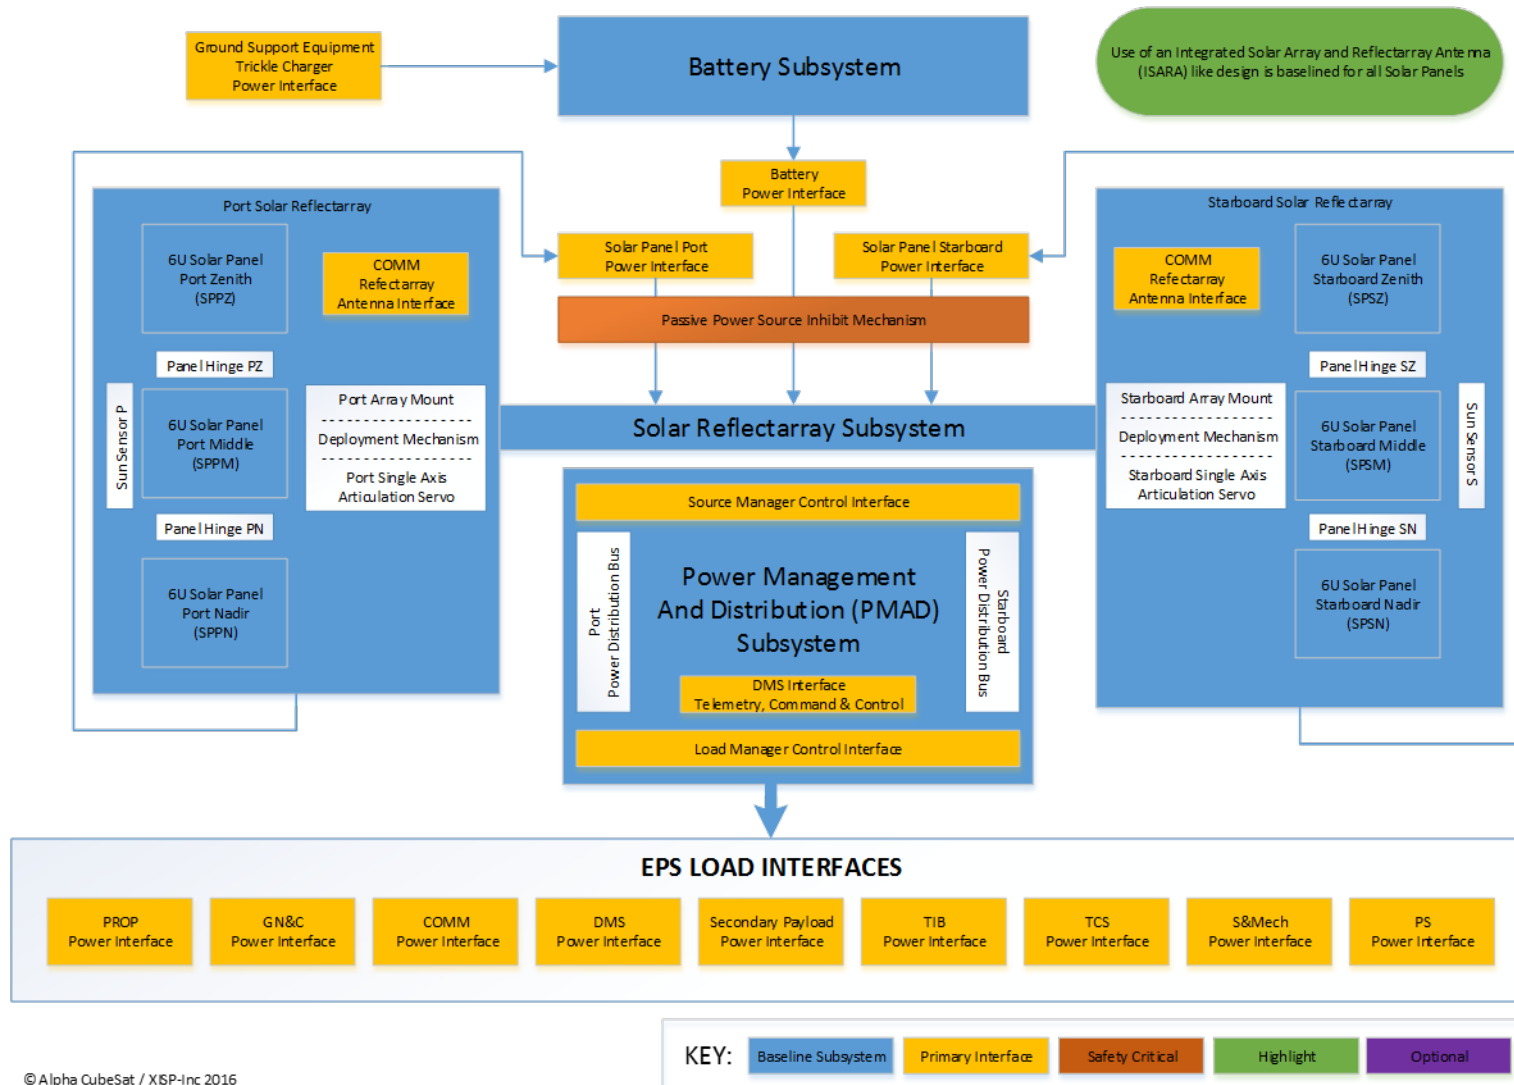 Ground Support Equipment
Trickle Charger
Power Interface
Battery Subsystem
Use of an Integrated Solar Array and Reflectarray Antenna
(ISARA) like design is baselined for all Solar Panels
Battery
Power Interface
Port Solar Reflectarray
6U Solar Panel
Port Zenith
(SPPZ)
COMM
Refectarray
Antenna Interface
Panel Hinge PZ
Sun Sensor P
6U Solar Panel
Port Middle
(SPPM)
Port Array Mount
Deployment Mechanism
Port Single Axis
Articulation Servo
Panel Hinge PN
6U Solar Panel
Port Nadir
(SPPN)
Solar Panel Port
Power Interface
Solar Panel Starboard
Power Interface
Passive Power Source Inhibit Mechanism
Solar Reflectarray Subsystem
Starboard Solar Reflectarray
COMM
Refectarray
Antenna Interface
6U Solar Panel
Starboard Zenith
(SPSZ)
Panel Hinge SZ
Starboard Array Mount
Deployment Mechanism
Starboard Single Axis
Articulation Servo
6U Solar Panel
Starboard Middle
(SPSM)
Sun Sensor S
Panel Hinge SN
6U Solar Panel
Starboard Nadir
(SPSN)
Source Manager Control Interface
Port
Power Distribution Bus
Power Management
And Distribution (PMAD)
Subsystem
Starboard
Power Distribution Bus
DMS Interface
Telemetry, Command & Control
Load Manager Control Interface
EPS LOAD INTERFACES
PROP
Power Interface
GN&C
Power Interface
COMM
Power Interface
DMS
Power Interface
Secondary Payload
Power Interface
TIB
Power Interface
TCS
Power Interface
S&Mech
Power Interface
PS
Power Interface
KEY:
Baseline Subsystem
Primary Interface
Safety Critical
Highlight
Optional
© Alpha CubeSat / XISP-Inc 2016